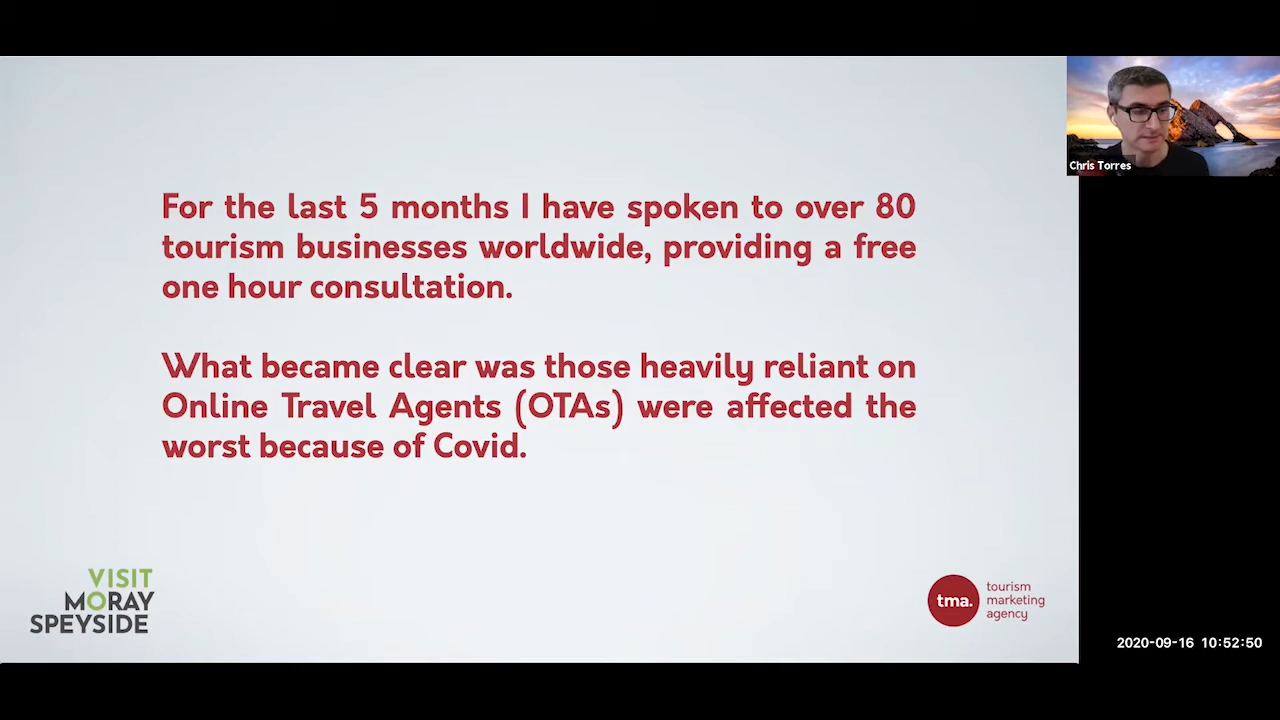 Chris Torres
For the last 5 months I have spoken to over 80
tourism businesses worldwide, providing a free
one hour consultation.
What became clear was those heavily reliant on
Online Travel Agents (OTAs) were affected the
worst because of Covid.
VISIT
MORAY
SPEYSIDE
tma.
tourism
marketing
agency
2020-09-16 10:52:50